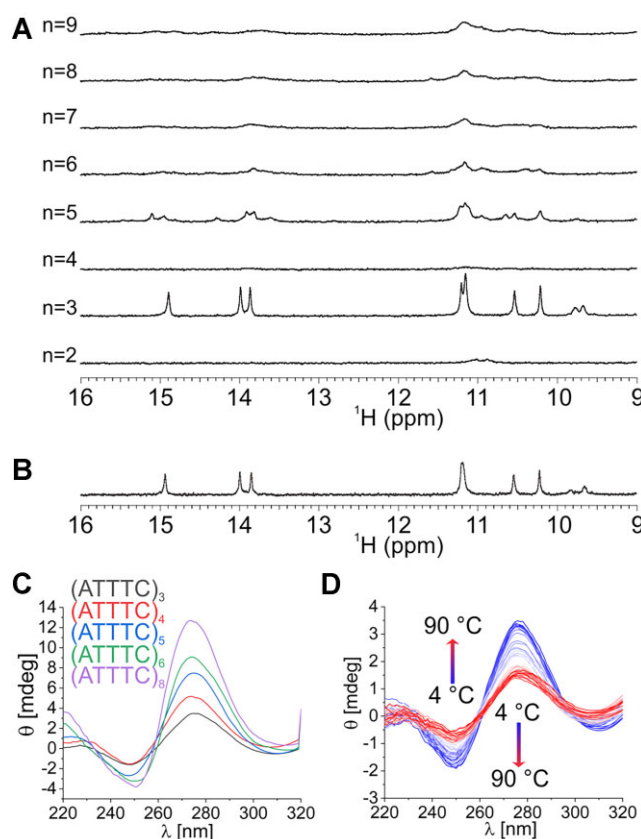 A
n=9
n=8
n=7
n=6
n=5
n=4
n=3
n=2
16 15 14 13 12 11 10 9
¹H (ppm)
B
16 15 14 13 12 11 10 9
¹H (ppm)
C
(ATTTC)₃
(ATTTC)₄
(ATTTC)₅
(ATTTC)₆
(ATTTC)₈
14
12
10
8
6
4
2
0
-2
-4
θ [mdeg]
220 240 260 280 300 320
λ [nm]
D
90 °C
4 °C
4 °C
90 °C
4
3
2
1
0
-1
-2
-3
θ [mdeg]
220 240 260 280 300 320
λ [nm]